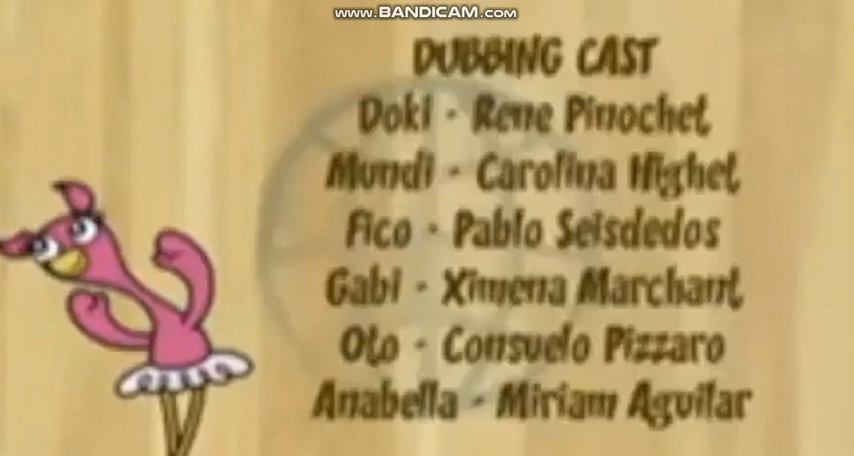 WWW.BANDICAM.COM
DUBBING CAST
Doki - Rene Pinochet
Mundi - Carolina Highet
Fico - Pablo Seisdedos
Gabi - Ximena Marchant
Oto - Consuelo Pizzaro
Anabella - Miriam Aguilar